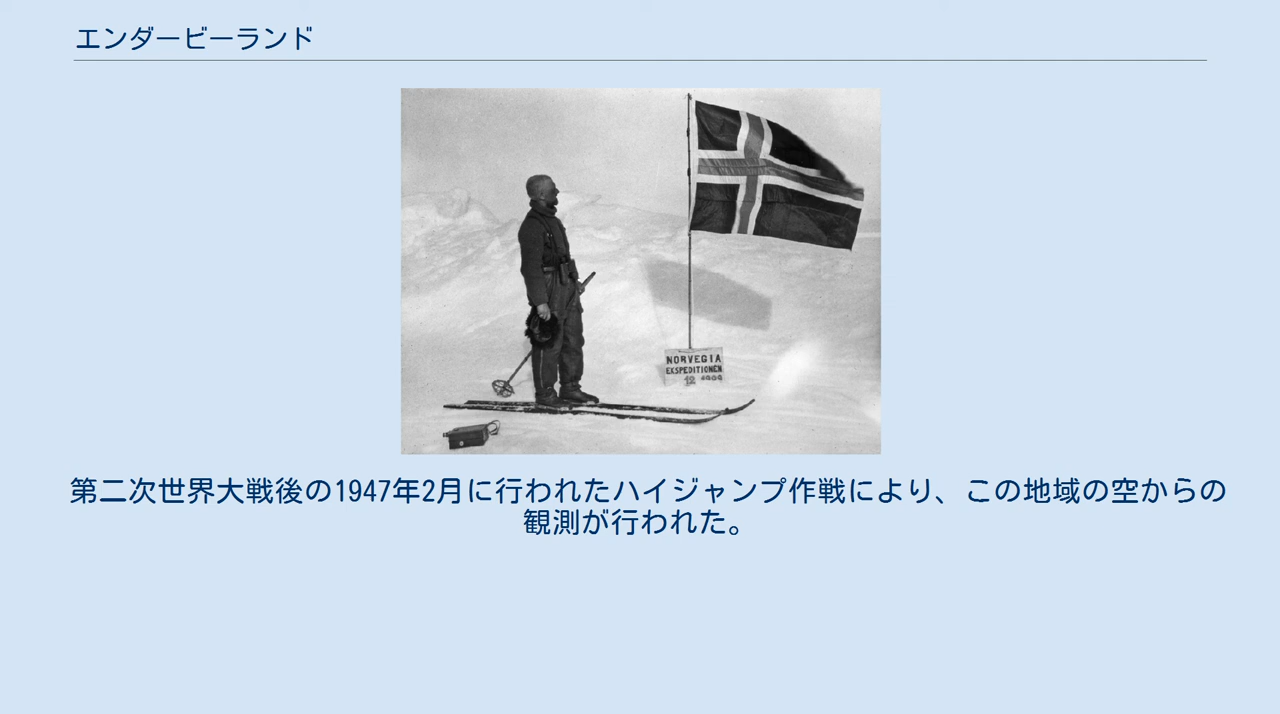 エンダービーランド
NORVEGIA
EKSPEDITIONEN
第二次世界大戦後の1947年2月に行われたハイジャンプ作戦により、この地域の空からの
観測が行われた。